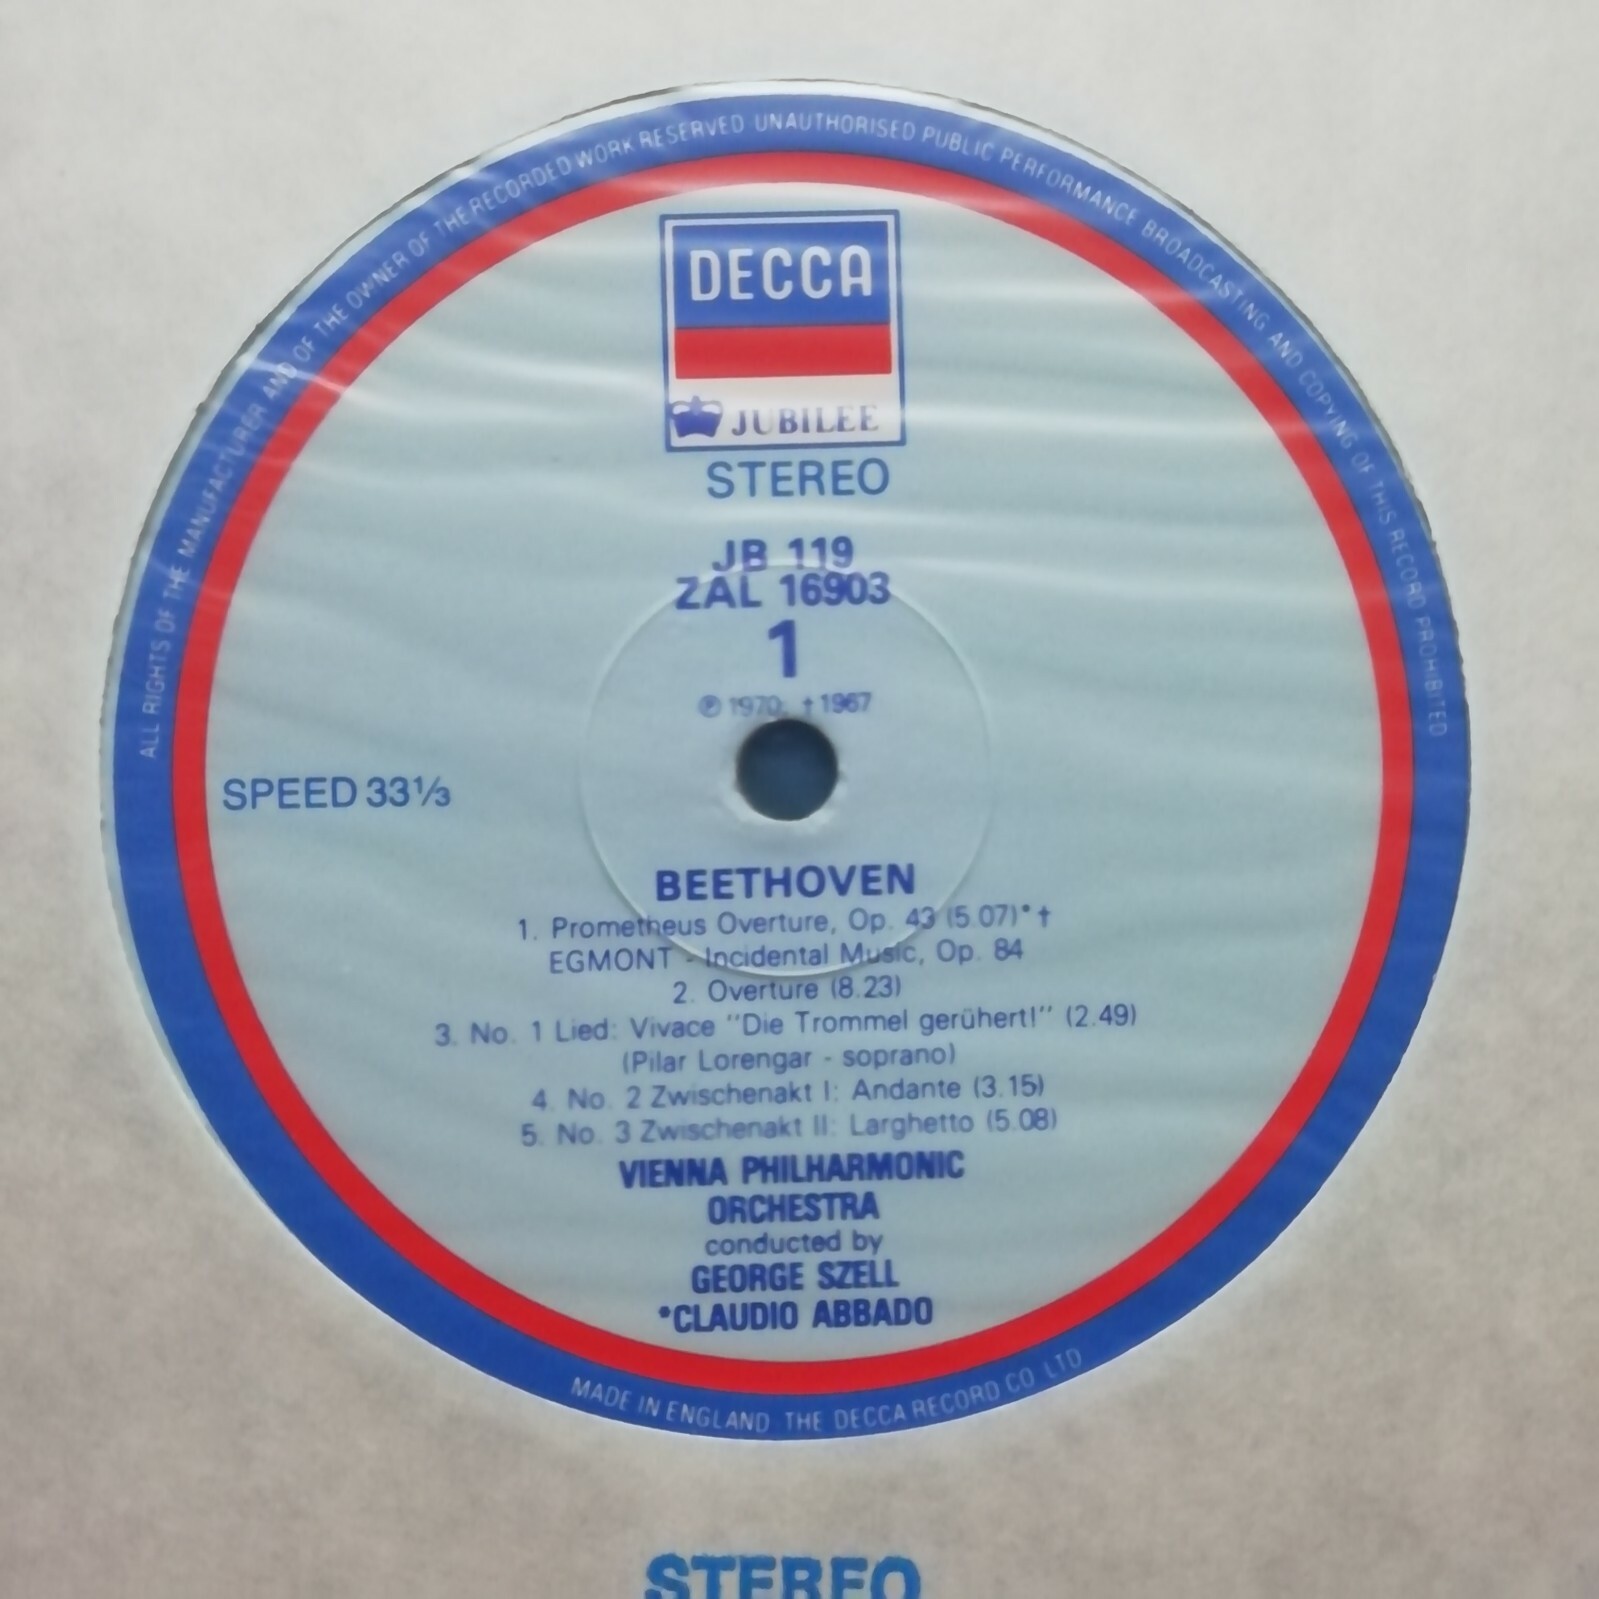 ALL RIGHTS OF THE MANUFACTURER AND OF THE OWNER OF THE RECORDED WORK RESERVED UNAUTHORISED PUBLIC PERFORMANCE BROADCASTING AND COPYING OF THIS RECORD PROHIBITED
DECCA
JUBILEE
STEREO
JB 119
ZAL 16903
1
℗ 1970; † 1967
SPEED 33⅓
BEETHOVEN
1. Prometheus Overture, Op. 43 (5.07)*†
EGMONT - Incidental Music, Op. 84
2. Overture (8.23)
3. No. 1 Lied: Vivace "Die Trommel gerühert!" (2.49)
(Pilar Lorengar - soprano)
4. No. 2 Zwischenakt I: Andante (3.15)
5. No. 3 Zwischenakt II: Larghetto (5.08)
VIENNA PHILHARMONIC
ORCHESTRA
conducted by
GEORGE SZELL
*CLAUDIO ABBADO
MADE IN ENGLAND THE DECCA RECORD CO LTD
STEREO